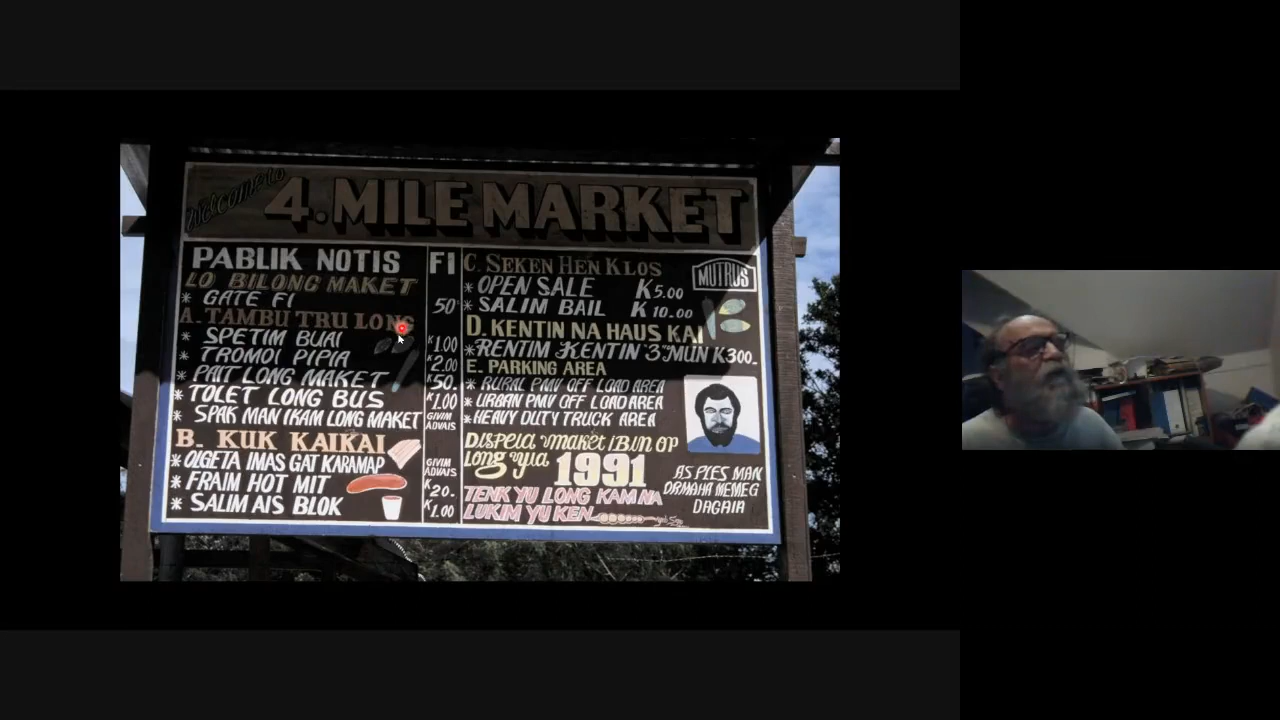 Welcome to
4. MILE MARKET
PABLIK NOTIS
FI
LO BILONG MAKET
* GATE FI 50
A. TAMBU TRU LONG
* SPETIM BUAI K1.00
* TROMOI PIPIA K2.00
* PAIT LONG MAKET K50.
* TOLET LONG BUS K1.00
* SPAK MAN IKAM LONG MAKET GIVIM ADVAIS
B. KUK KAIKAI
* OLGETA IMAS GAT KARAMAP GIVIM ADVAIS
* FRAIM HOT MIT K20-
* SALIM AIS BLOK K1.00
C. SEKEN HEN KLOS
MUTRUS
* OPEN SALE K5.00
* SALIM BAIL K10.00
D. KENTIN NA HAUS KAI
* RENTIM KENTIN 3 MUN K300-
E. PARKING AREA
* RURAL PMV OFF LOAD AREA
* URBAN PMV OFF LOAD AREA
* HEAVY DUTY TRUCK AREA
DISPELA MAKET IBIN OP
LONG YIA 1991
TENK YU LONG KAM NA
LUKIM YU KEN
AS PLES MAN
DAGAIA